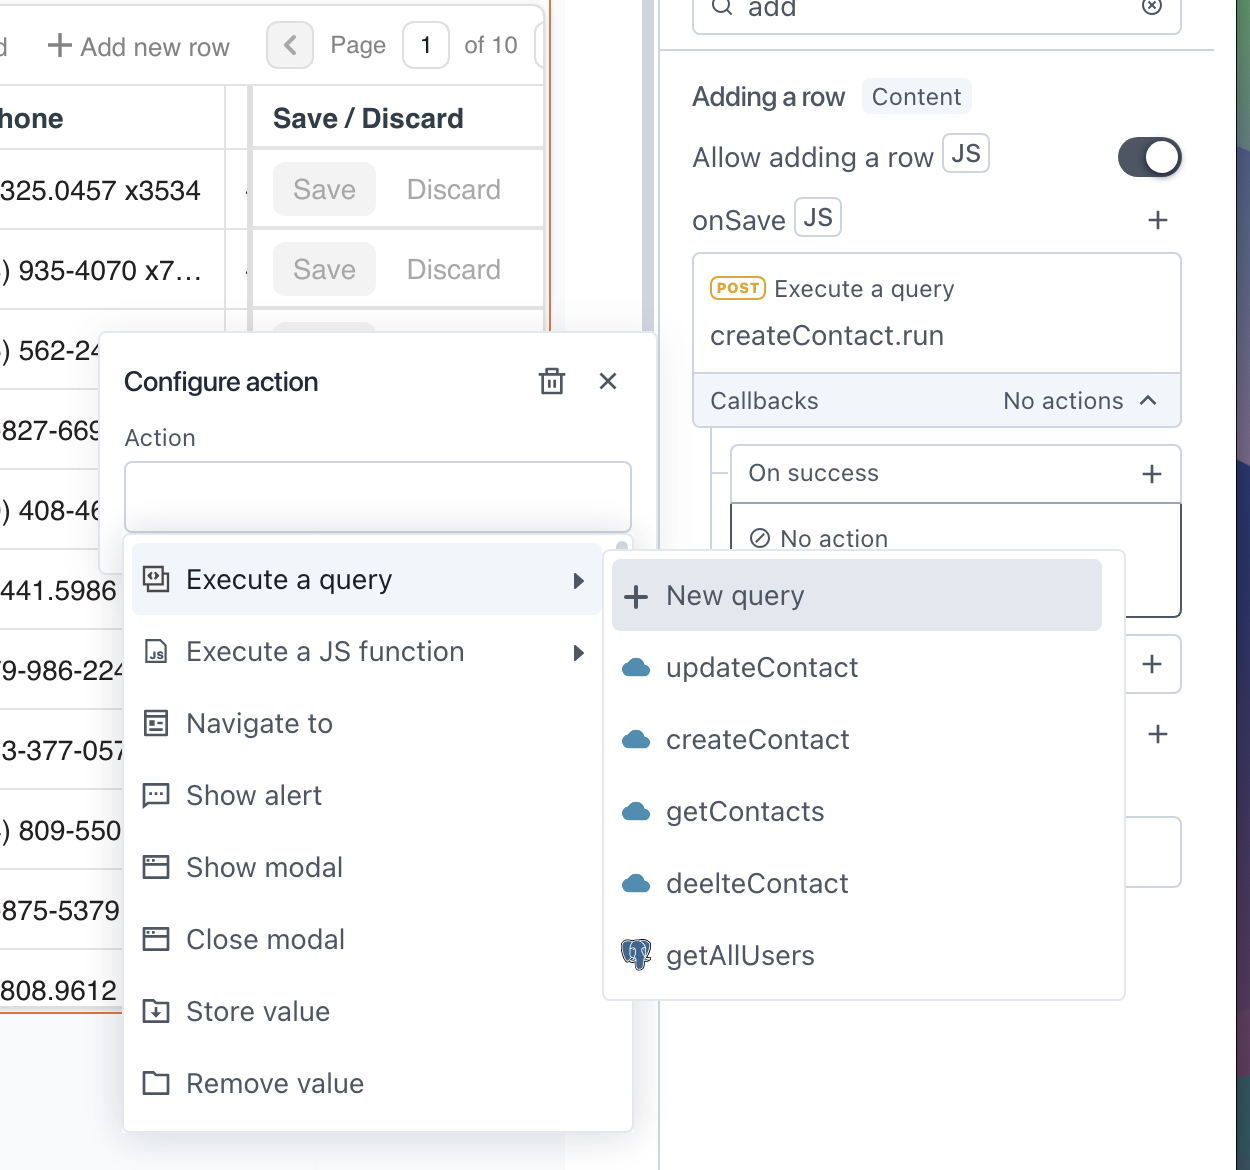 d
Add new row
Page 1 of 10
hone
Save / Discard
325.0457 x3534
Save
Discard
) 935-4070 x7…
Save
Discard
) 562-24
-827-669
) 408-46
441.5986
79-986-224
3-377-057
) 809-550
-875-5379
808.9612
Configure action
Action
Execute a query
Execute a JS function
Navigate to
Show alert
Show modal
Close modal
Store value
Remove value
New query
updateContact
createContact
getContacts
deelteContact
getAllUsers
add
Adding a row
Content
Allow adding a row JS
onSave JS
POST Execute a query
createContact.run
Callbacks
No actions
On success
No action